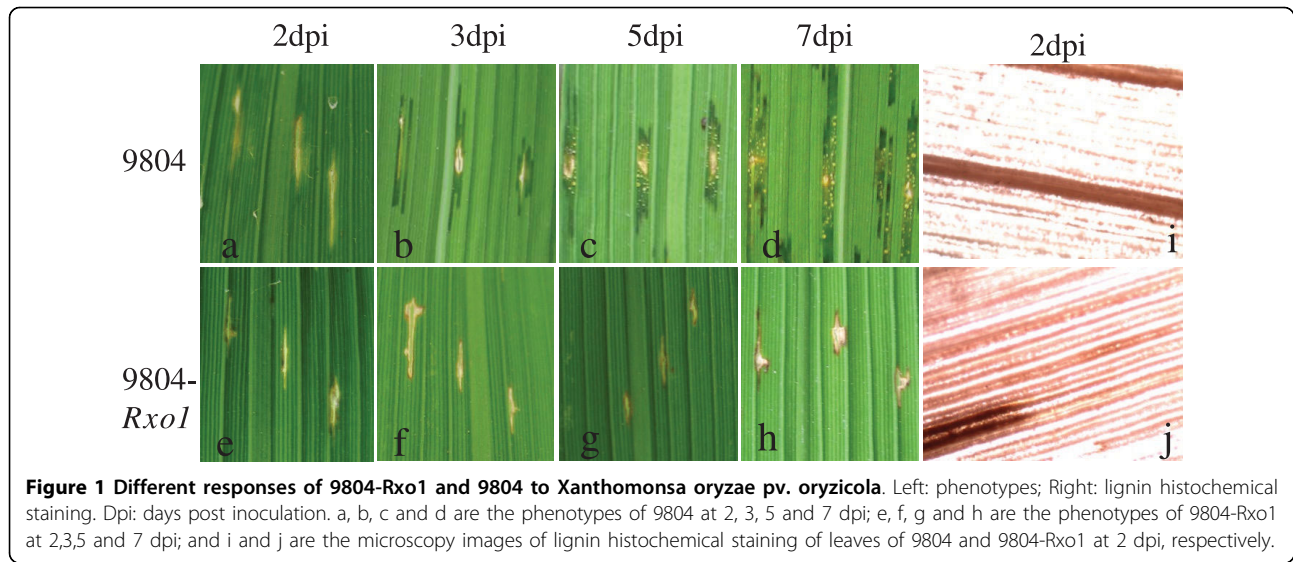 2dpi 3dpi 5dpi 7dpi 2dpi
9804
a b c d i
9804-
Rxo1
e f g h j
Figure 1 Different responses of 9804-Rxo1 and 9804 to Xanthomonsa oryzae pv. oryzicola. Left: phenotypes; Right: lignin histochemical
staining. Dpi: days post inoculation. a, b, c and d are the phenotypes of 9804 at 2, 3, 5 and 7 dpi; e, f, g and h are the phenotypes of 9804-Rxo1
at 2,3,5 and 7 dpi; and i and j are the microscopy images of lignin histochemical staining of leaves of 9804 and 9804-Rxo1 at 2 dpi, respectively.